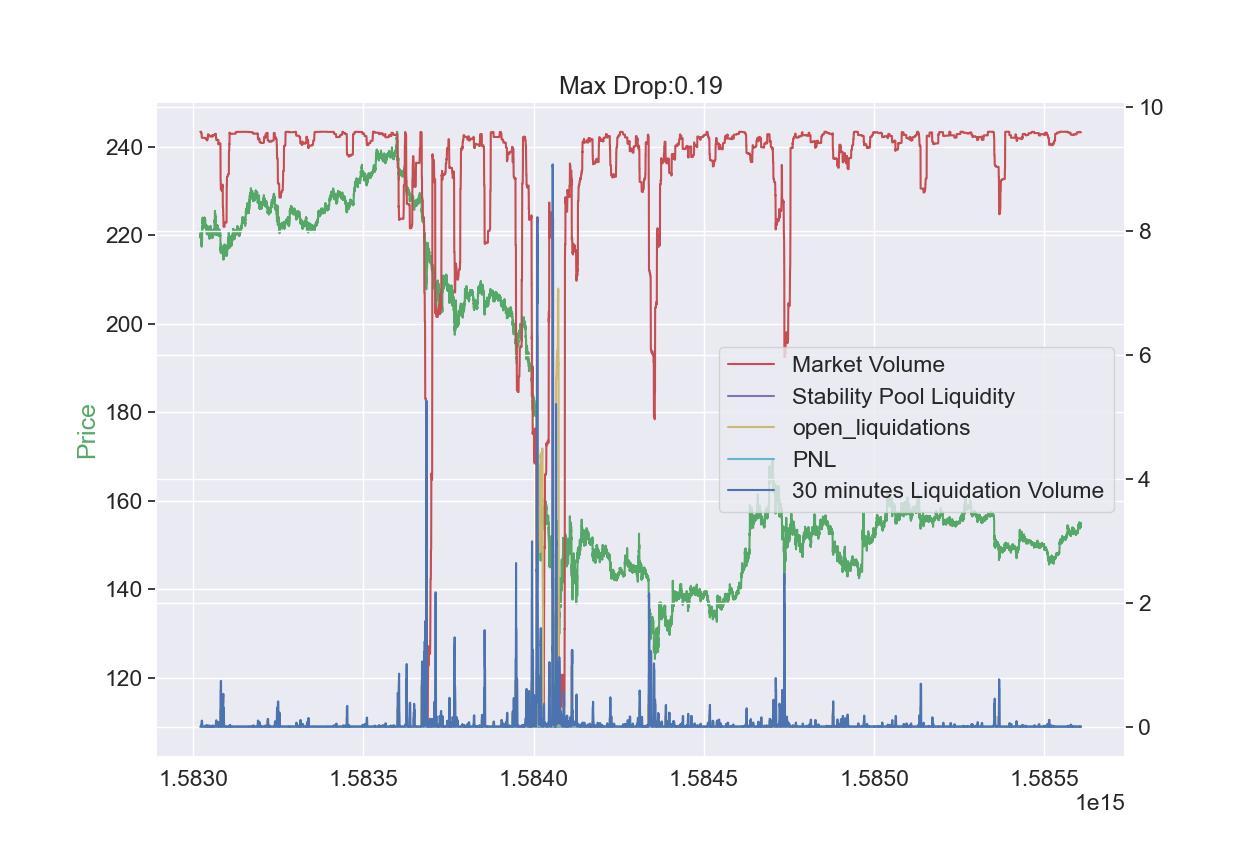 Max Drop:0.19
240
220
200
180
160
140
120
Price
10
8
6
4
2
0
Market Volume
Stability Pool Liquidity
open_liquidations
PNL
30 minutes Liquidation Volume
1.5830 1.5835 1.5840 1.5845 1.5850 1.5855
1e15